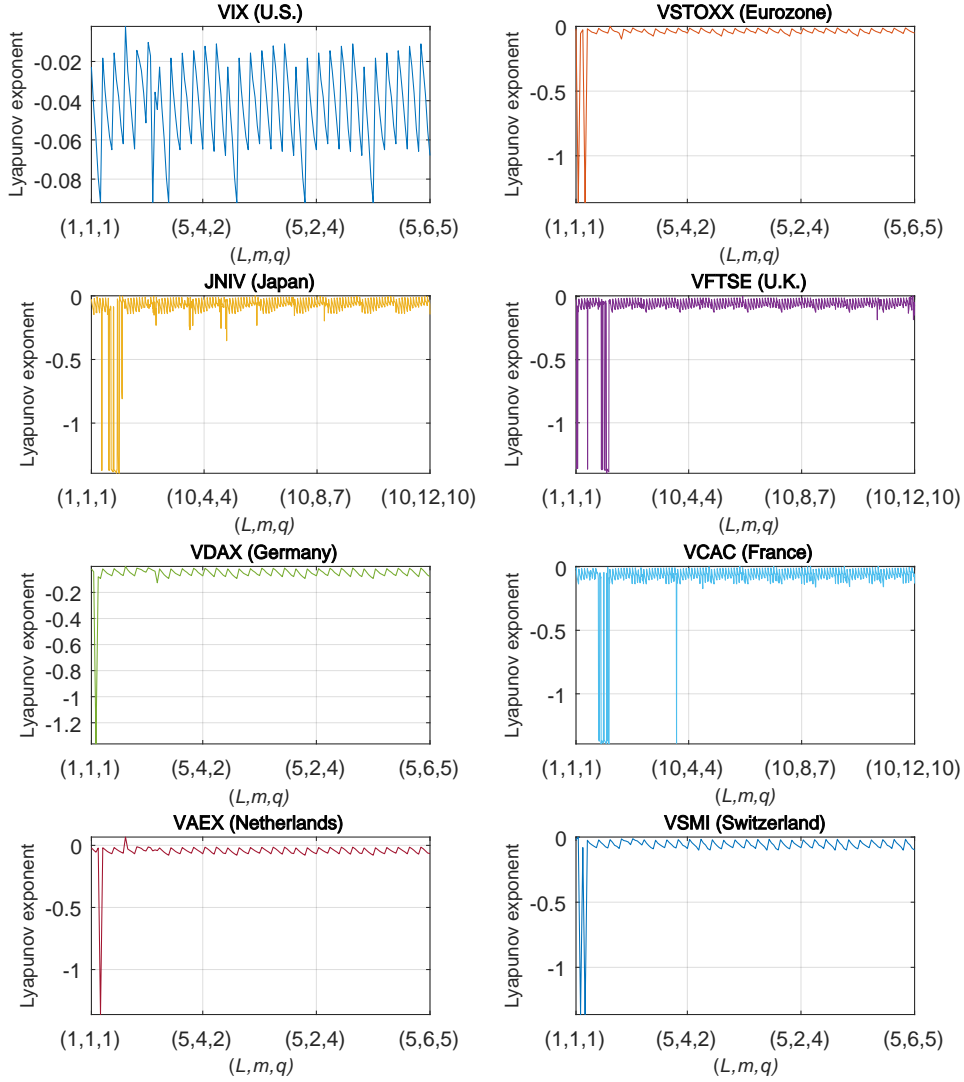 VIX (U.S.)
Lyapunov exponent
-0.02
-0.04
-0.06
-0.08
(1,1,1) (5,4,2) (5,2,4) (5,6,5)
(L,m,q)
VSTOXX (Eurozone)
Lyapunov exponent
0
-0.5
-1
(1,1,1) (5,4,2) (5,2,4) (5,6,5)
(L,m,q)
JNIV (Japan)
Lyapunov exponent
0
-0.5
-1
(1,1,1) (10,4,4) (10,8,7) (10,12,10)
(L,m,q)
VFTSE (U.K.)
Lyapunov exponent
0
-0.5
-1
(1,1,1) (10,4,4) (10,8,7) (10,12,10)
(L,m,q)
VDAX (Germany)
Lyapunov exponent
-0.2
-0.4
-0.6
-0.8
-1
-1.2
(1,1,1) (5,4,2) (5,2,4) (5,6,5)
(L,m,q)
VCAC (France)
Lyapunov exponent
0
-0.5
-1
(1,1,1) (10,4,4) (10,8,7) (10,12,10)
(L,m,q)
VAEX (Netherlands)
Lyapunov exponent
0
-0.5
-1
(1,1,1) (5,4,2) (5,2,4) (5,6,5)
(L,m,q)
VSMI (Switzerland)
Lyapunov exponent
0
-0.5
-1
(1,1,1) (5,4,2) (5,2,4) (5,6,5)
(L,m,q)